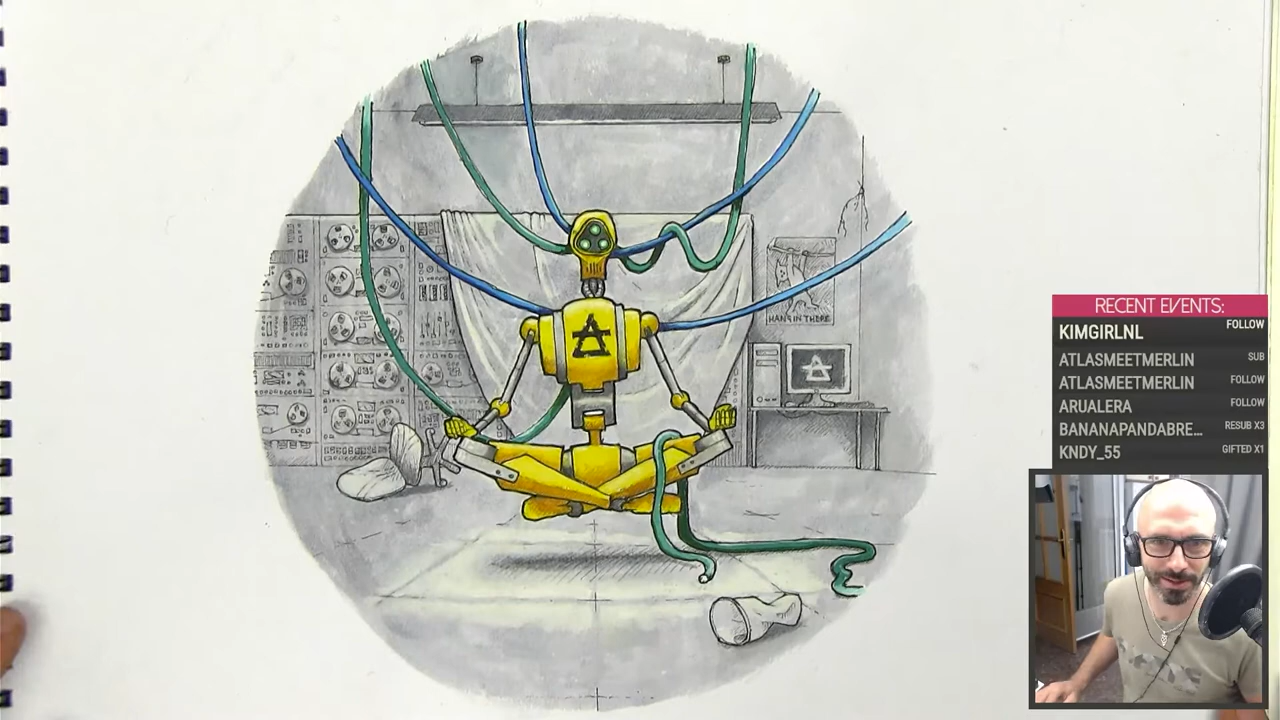 HANG IN THERE
RECENT EVENTS:
KIMGIRLNL FOLLOW
ATLASMEETMERLIN SUB
ATLASMEETMERLIN FOLLOW
ARUALERA FOLLOW
BANANAPANDABRE... RESUB X3
KNDY_55 GIFTED X1